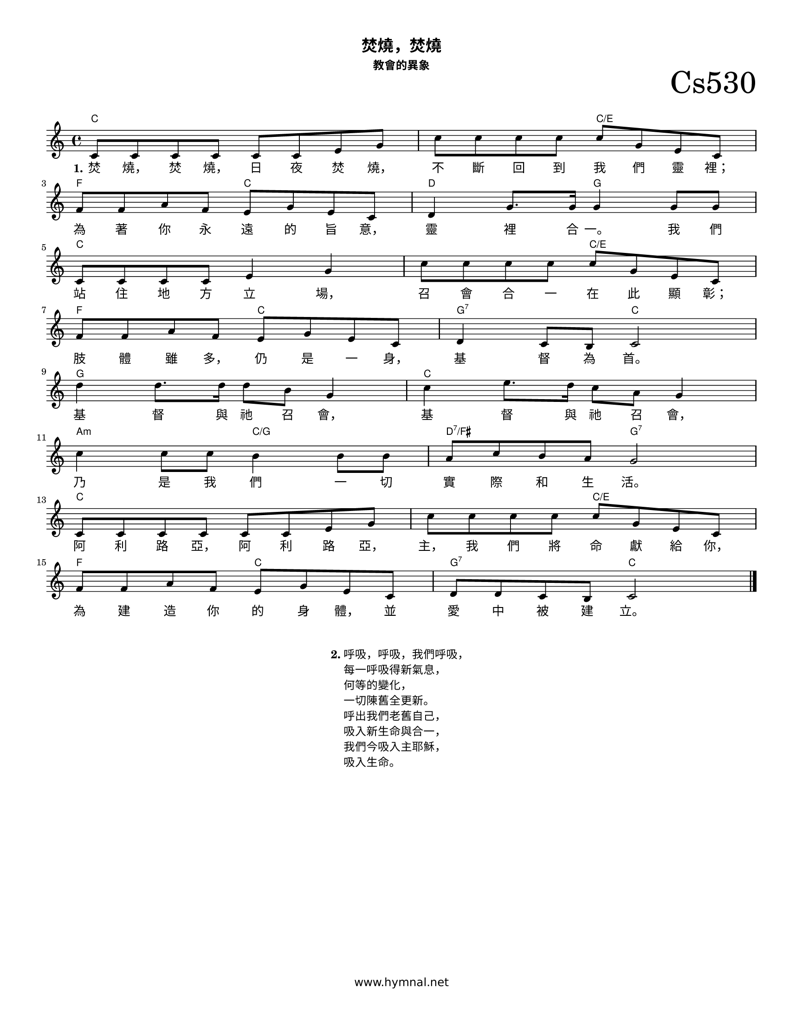 焚燒，焚燒
教會的異象
Cs530
C C/E
1. 焚 燒， 焚 燒， 日 夜 焚 燒， 不 斷 回 到 我 們 靈 裡；
3 F C D G
為 著 你 永 遠 的 旨 意， 靈 裡 合 一。 我 們
5 C C/E
站 住 地 方 立 場， 召 會 合 一 在 此 顯 彰；
7 F C G7 C
肢 體 雖 多， 仍 是 一 身， 基 督 為 首。
9 G C
基 督 與 祂 召 會， 基 督 與 祂 召 會，
11 Am C/G D7/F♯ G7
乃 是 我 們 一 切 實 際 和 生 活。
13 C C/E
阿 利 路 亞， 阿 利 路 亞， 主， 我 們 將 命 獻 給 你，
15 F C G7 C
為 建 造 你 的 身 體， 並 愛 中 被 建 立。
2. 呼吸，呼吸，我們呼吸，
每一呼吸得新氣息，
何等的變化，
一切陳舊全更新。
呼出我們老舊自己，
吸入新生命與合一，
我們今吸入主耶穌，
吸入生命。
www.hymnal.net